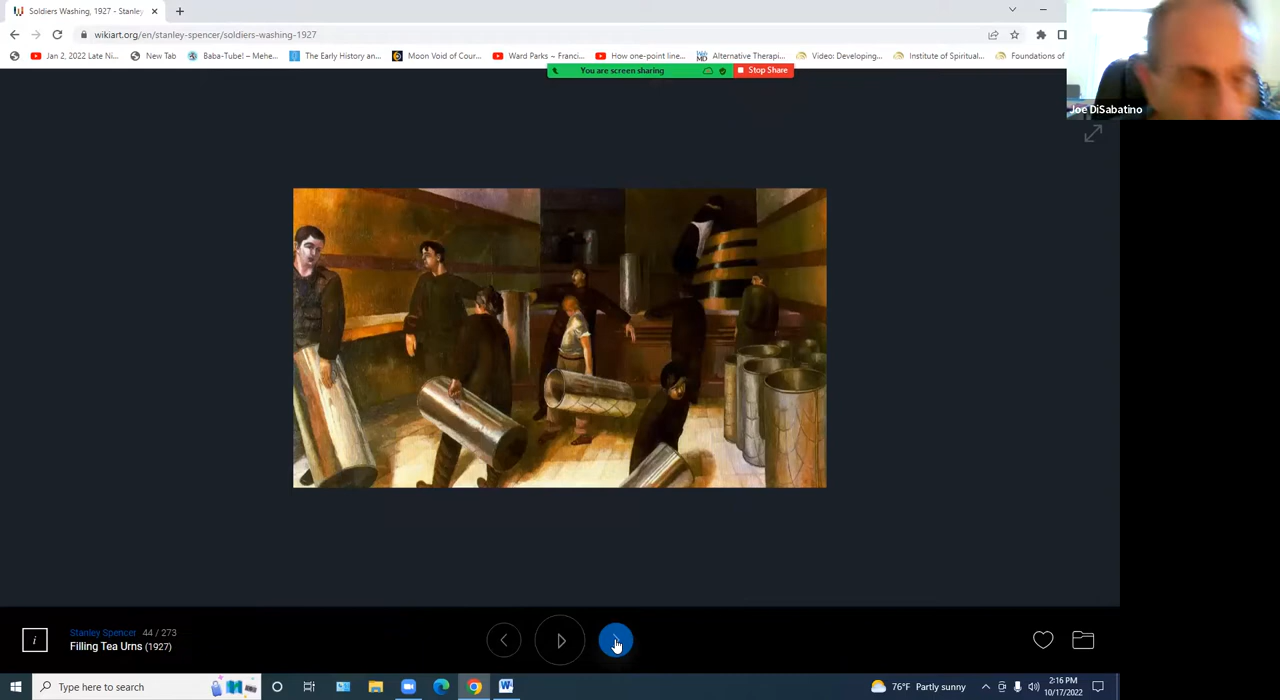 Soldiers Washing, 1927 - Stanley
wikiart.org/en/stanley-spencer/soldiers-washing-1927
Jan 2, 2022 Late Ni... New Tab Baba-Tube! – Mehe... The Early History an... Moon Void of Cour... Ward Parks – Franci... How one-point line... Alternative Therapi... Video: Developing... Institute of Spiritual... Foundations of
You are screen sharing Stop Share
Joe DiSabatino
Stanley Spencer 44 / 273
Filling Tea Urns (1927)
Type here to search
76°F Partly sunny
2:16 PM
10/17/2022